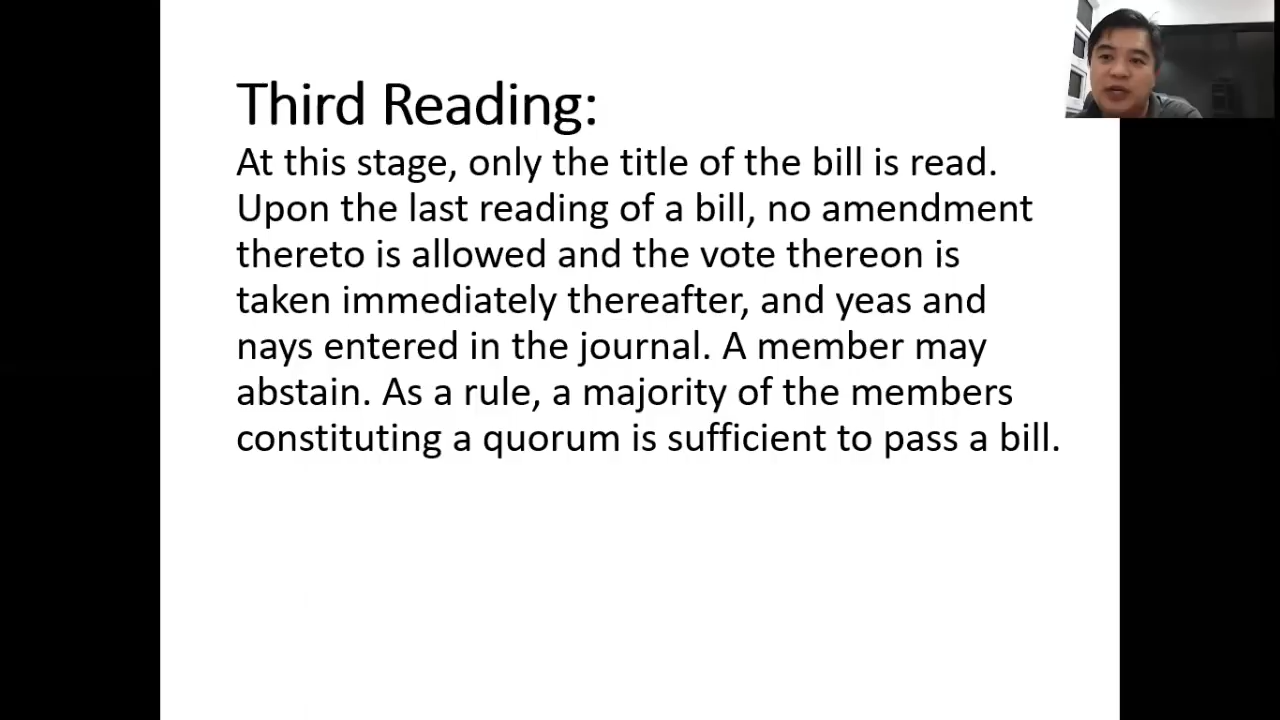 Third Reading:
At this stage, only the title of the bill is read.
Upon the last reading of a bill, no amendment
thereto is allowed and the vote thereon is
taken immediately thereafter, and yeas and
nays entered in the journal. A member may
abstain. As a rule, a majority of the members
constituting a quorum is sufficient to pass a bill.